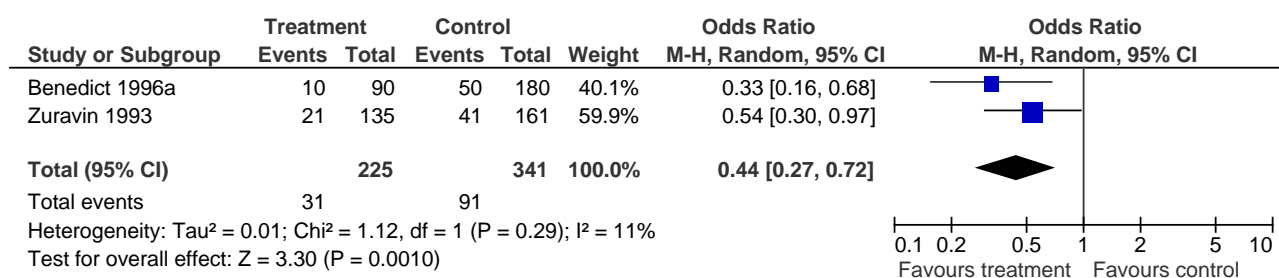 Treatment Control Odds Ratio Odds Ratio
Study or Subgroup Events Total Events Total Weight M-H, Random, 95% CI M-H, Random, 95% CI
Benedict 1996a 10 90 50 180 40.1% 0.33 [0.16, 0.68]
Zuravin 1993 21 135 41 161 59.9% 0.54 [0.30, 0.97]
Total (95% CI) 225 341 100.0% 0.44 [0.27, 0.72]
Total events 31 91
Heterogeneity: Tau² = 0.01; Chi² = 1.12, df = 1 (P = 0.29); I² = 11%
Test for overall effect: Z = 3.30 (P = 0.0010)
0.1 0.2 0.5 1 2 5 10
Favours treatment Favours control